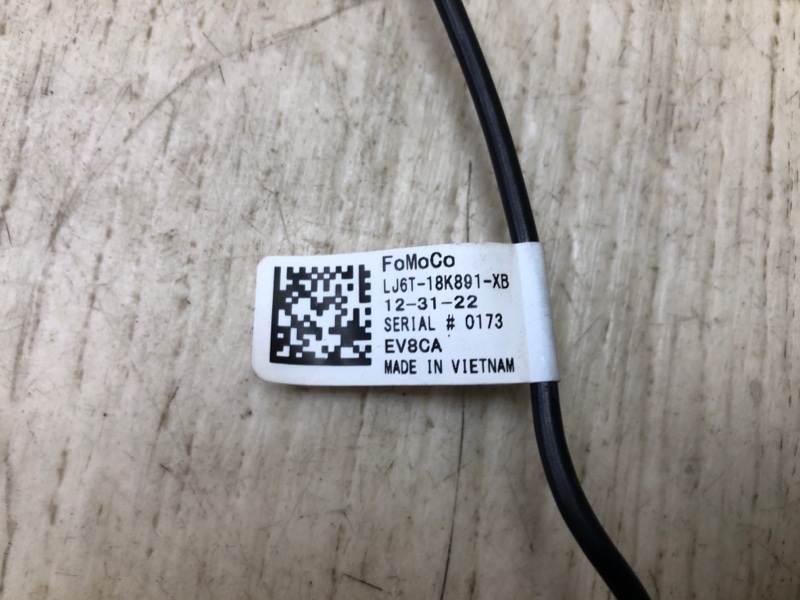 FoMoCo
LJ6T-18K891-XB
12-31-22
SERIAL # 0173
EV8CA
MADE IN VIETNAM